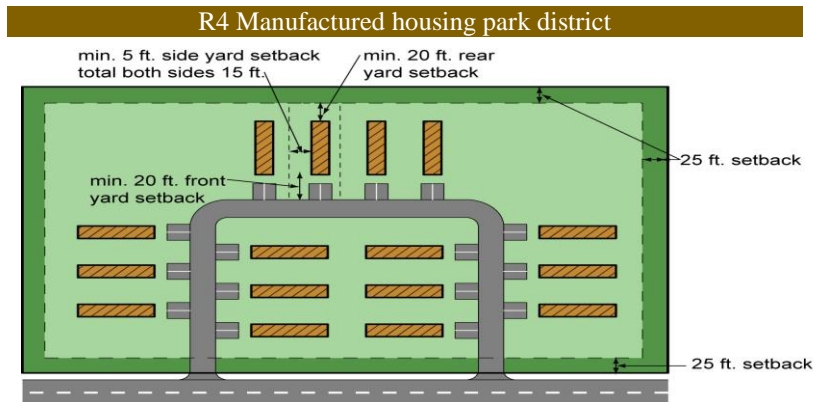 R4 Manufactured housing park district
min. 5 ft. side yard setback
total both sides 15 ft.
min. 20 ft. rear
yard setback
25 ft. setback
min. 20 ft. front
yard setback
25 ft. setback